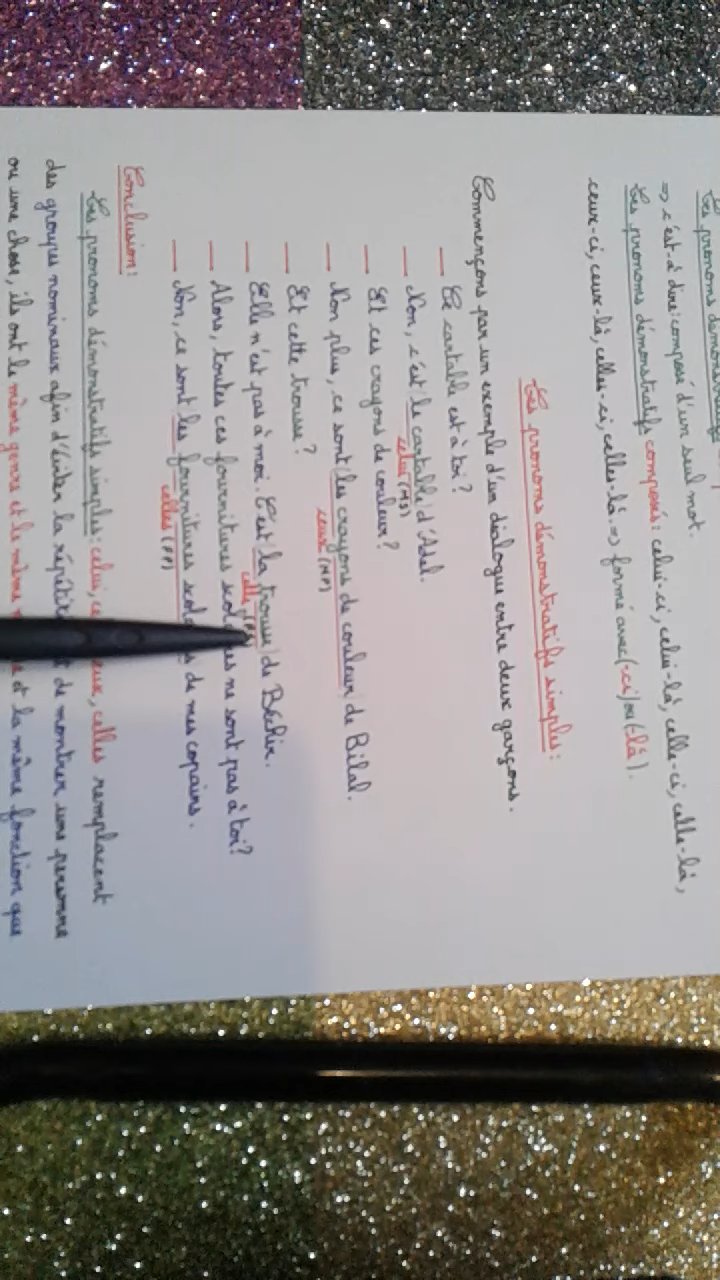 Les pronoms démonstratifs
=> c'est-à dire: composé d'un seul mot.
Les pronoms démonstratifs composés: celui-ci, celui-là, celle-ci, celle-là,
ceux-ci, ceux-là, celles-ci, celles-là. => formé avec (-ci) ou (-là).
Les pronoms démonstratifs simples:
Commençons par un exemple d'un dialogue entre deux garçons.
— Ce cartable est à toi?
— Non, c'est le cartable d'Adel.
celui (MS)
— Et ces crayons de couleur?
— Non plus, ce sont les crayons de couleur de Bilal.
ceux (MP)
— Et cette trousse?
— Elle n'est pas à moi. C'est la trousse de Béchir.
celle
— Alors, toutes ces fournitures ne sont pas à toi?
— Non, ce sont les fournitures de mes copains.
celles (FP)
Conclusion:
Les pronoms démonstratifs simples: celui, celles remplacent
des groupes nominaux afin d'éviter la de montrer une personne
ou une chose, ils ont le même genre et le même et la même fonction que